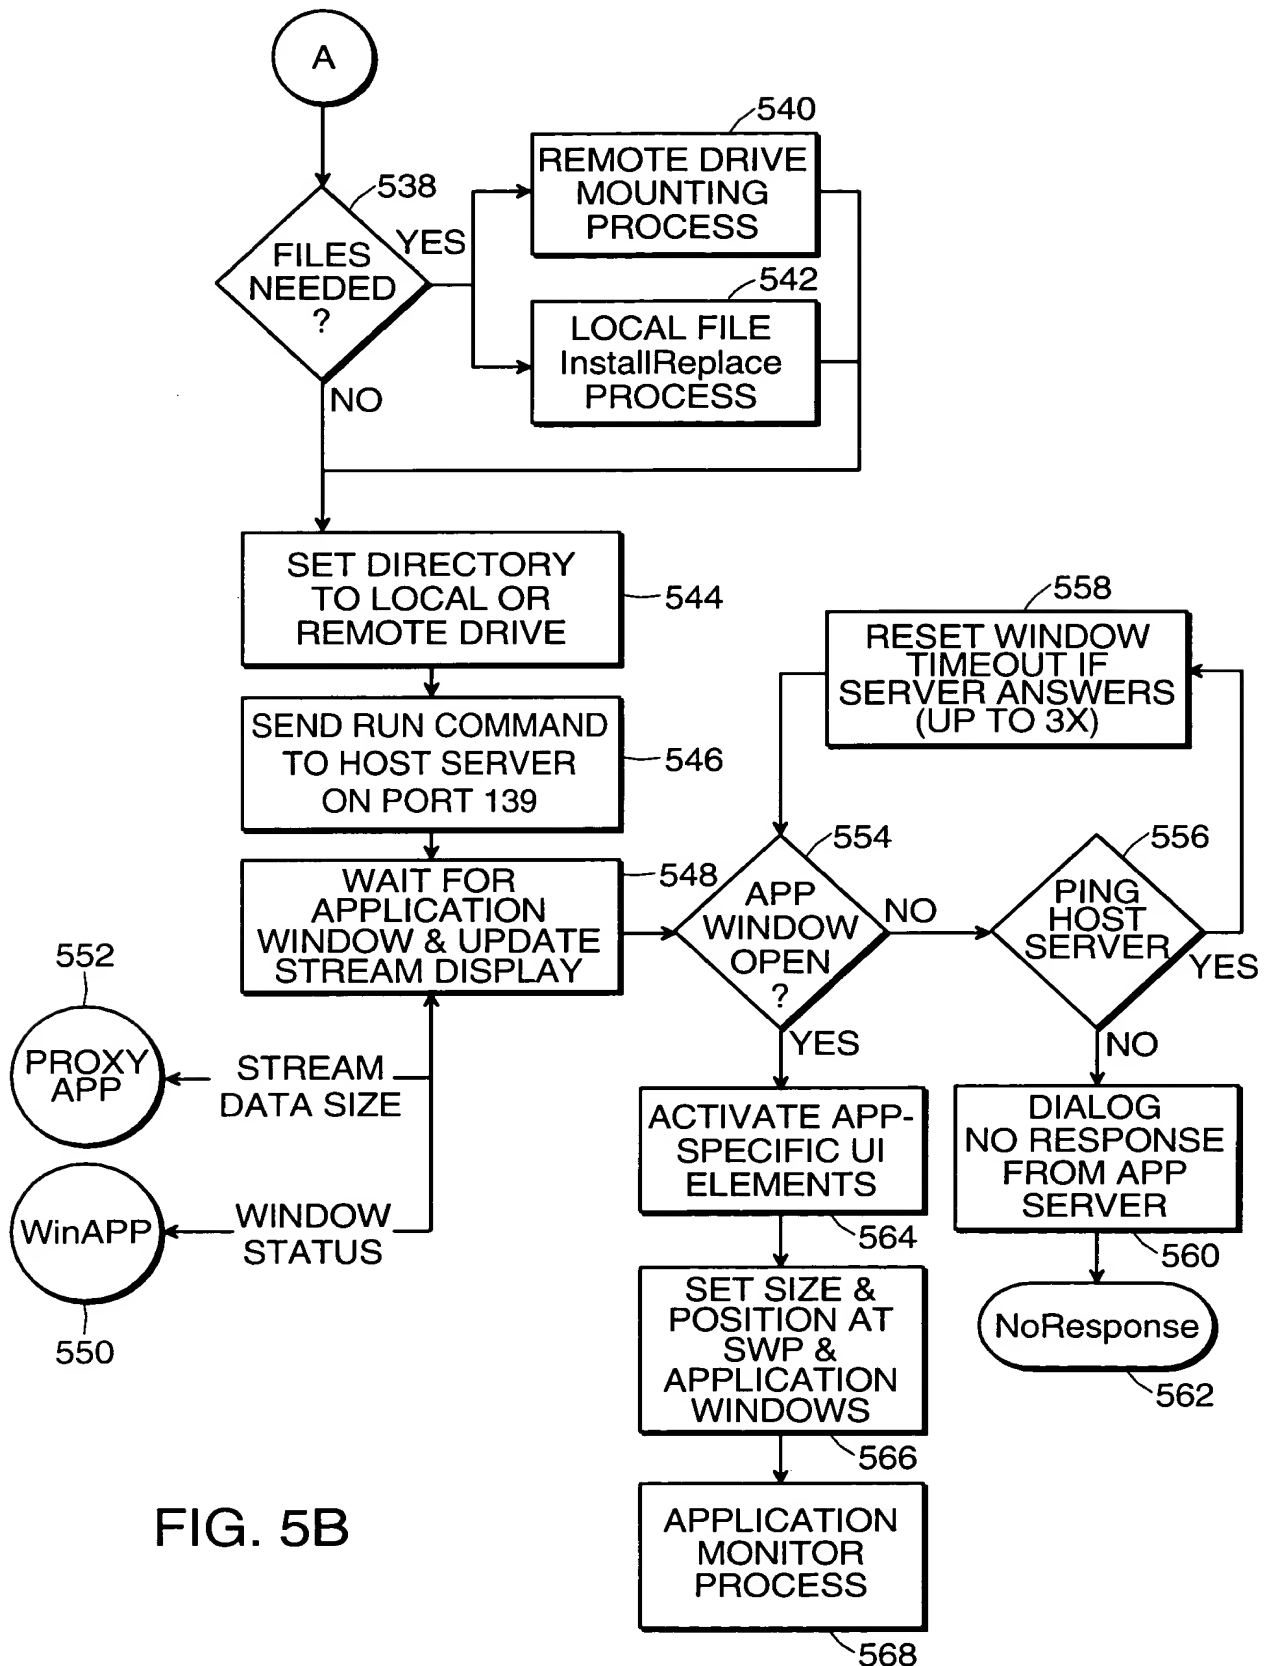 A
540
REMOTE DRIVE
MOUNTING
PROCESS
538
FILES
NEEDED
?
YES
542
LOCAL FILE
InstallReplace
PROCESS
NO
SET DIRECTORY
TO LOCAL OR
REMOTE DRIVE
544
SEND RUN COMMAND
TO HOST SERVER
ON PORT 139
546
WAIT FOR
APPLICATION
WINDOW & UPDATE
STREAM DISPLAY
548
552
PROXY
APP
STREAM
DATA SIZE
WinAPP
WINDOW
STATUS
550
558
RESET WINDOW
TIMEOUT IF
SERVER ANSWERS
(UP TO 3X)
554
APP
WINDOW
OPEN
?
NO
556
PING
HOST
SERVER
YES
YES
NO
ACTIVATE APP-
SPECIFIC UI
ELEMENTS
564
DIALOG
NO RESPONSE
FROM APP
SERVER
560
SET SIZE &
POSITION AT
SWP &
APPLICATION
WINDOWS
566
NoResponse
562
APPLICATION
MONITOR
PROCESS
568
FIG. 5B